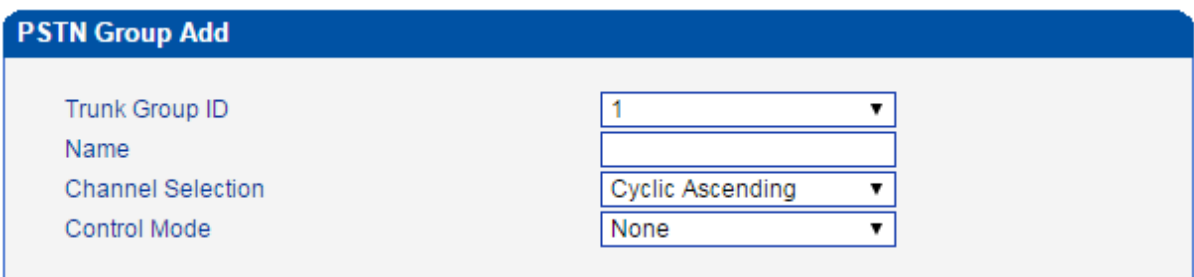 PSTN Group Add
Trunk Group ID 1
Name
Channel Selection Cyclic Ascending
Control Mode None